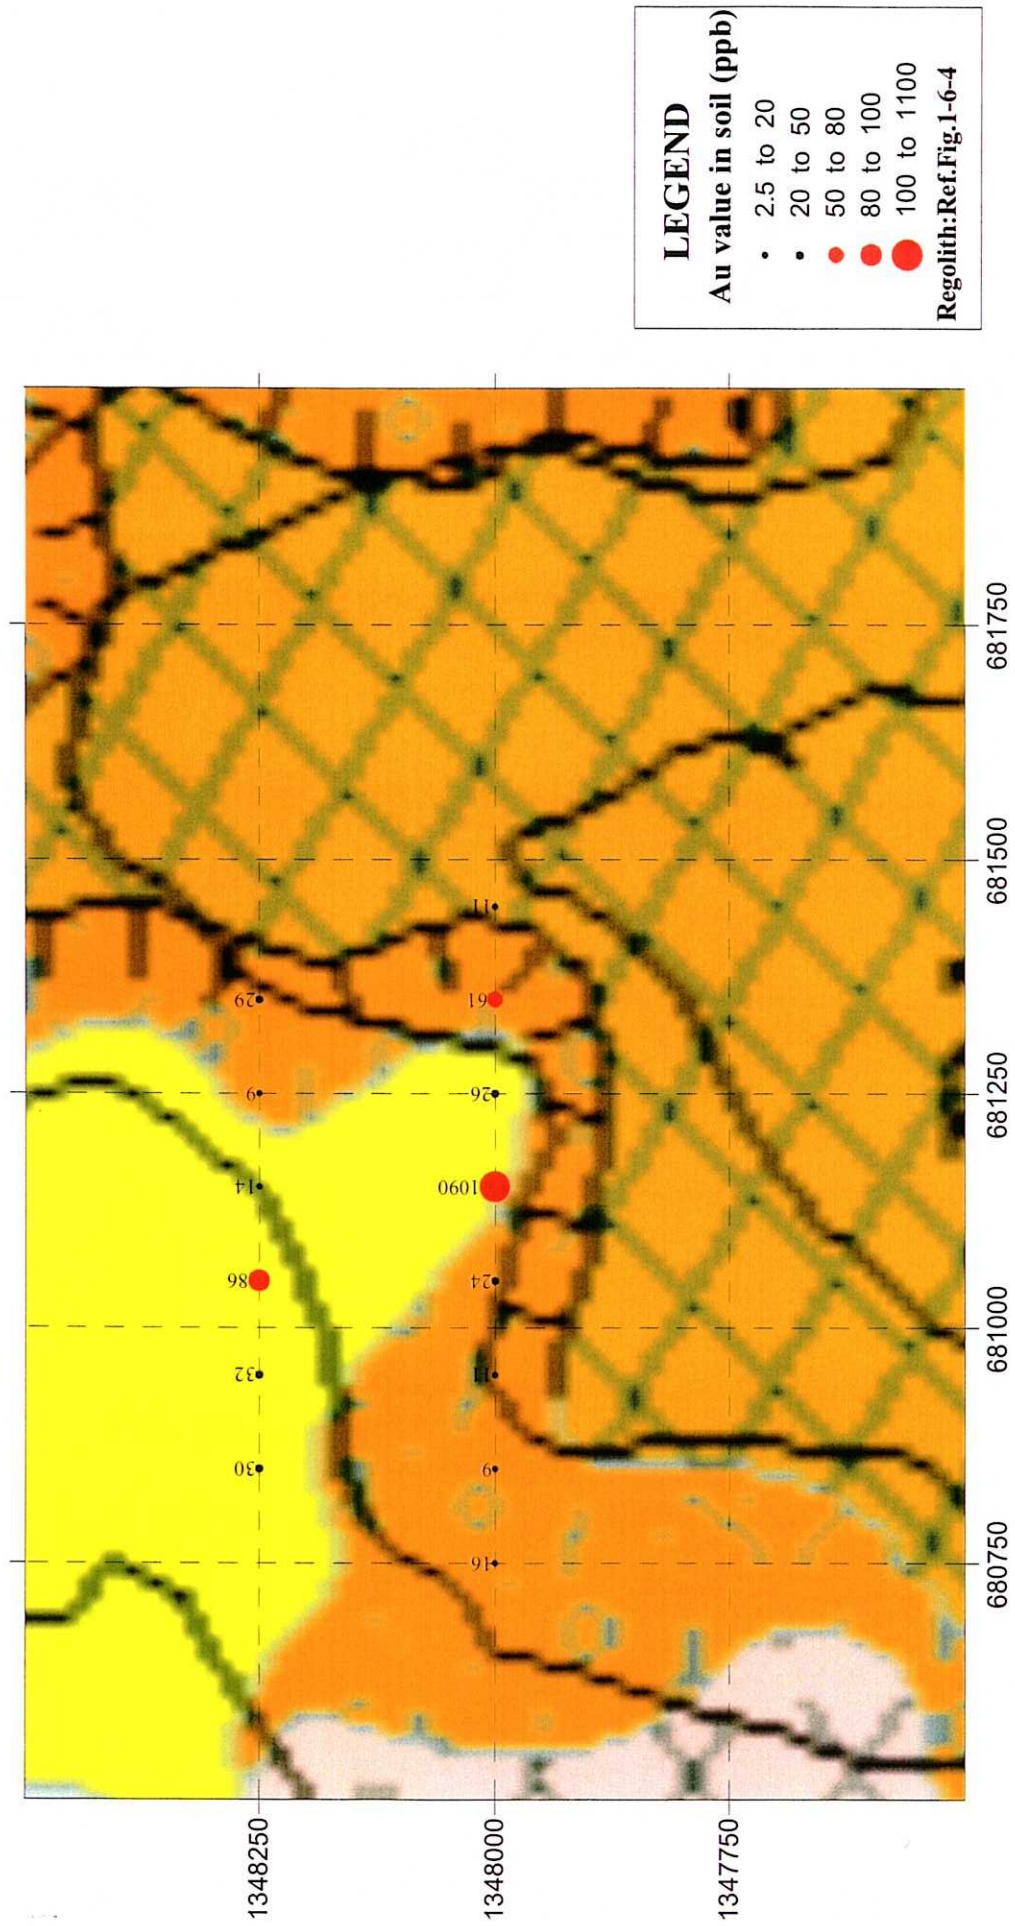 1348250
30
32
86
14
9
29
1348000
16
9
11
24
1090
26
61
11
1347750
680750
681000
681250
681500
681750
LEGEND
Au value in soil (ppb)
2.5 to 20
20 to 50
50 to 80
80 to 100
100 to 1100
Regolith:Ref.Fig.1-6-4